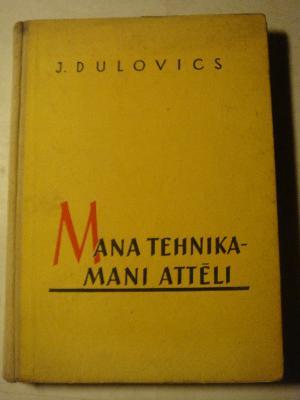 J. DULOVICS
MANA TEHNIKA-
MANI ATTĒLI